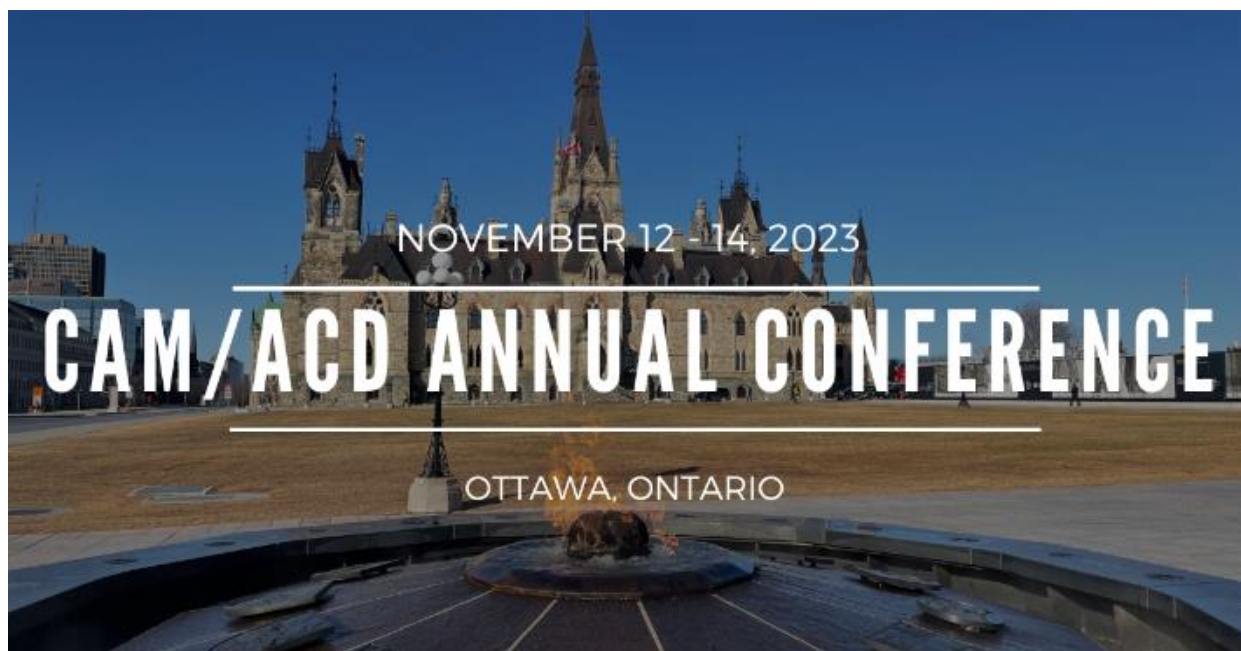 NOVEMBER 12 - 14, 2023
CAM/ACD ANNUAL CONFERENCE
OTTAWA, ONTARIO